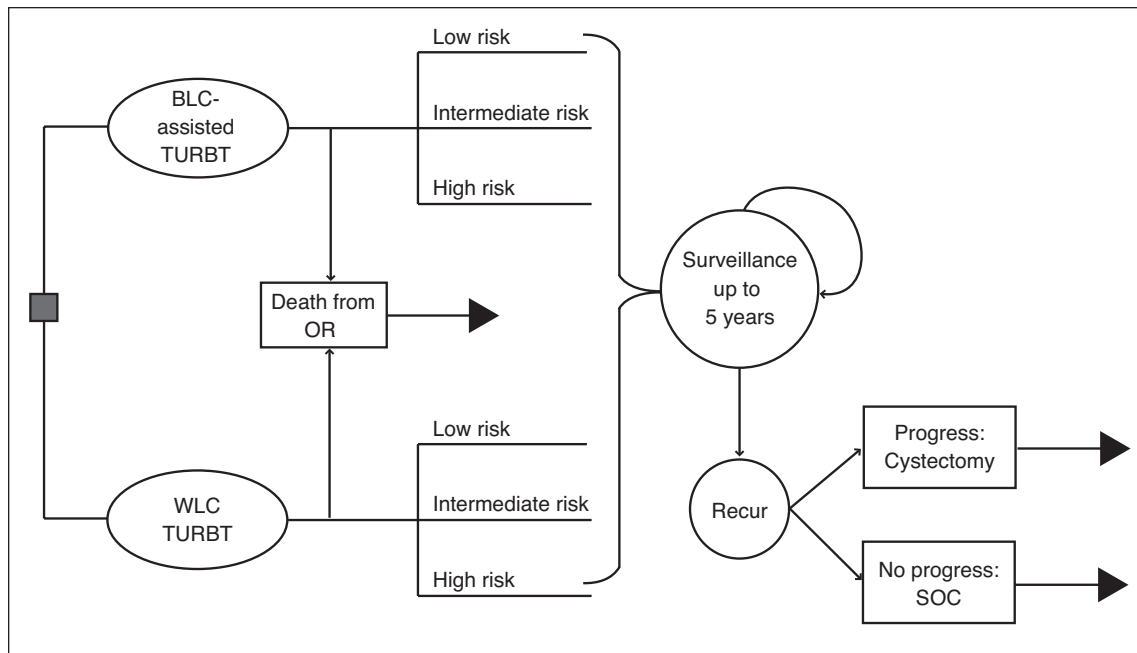 BLC-
assisted
TURBT
Low risk
Intermediate risk
High risk
Death from
OR
WLC
TURBT
Low risk
Intermediate risk
High risk
Surveillance
up to
5 years
Recur
Progress:
Cystectomy
No progress:
SOC